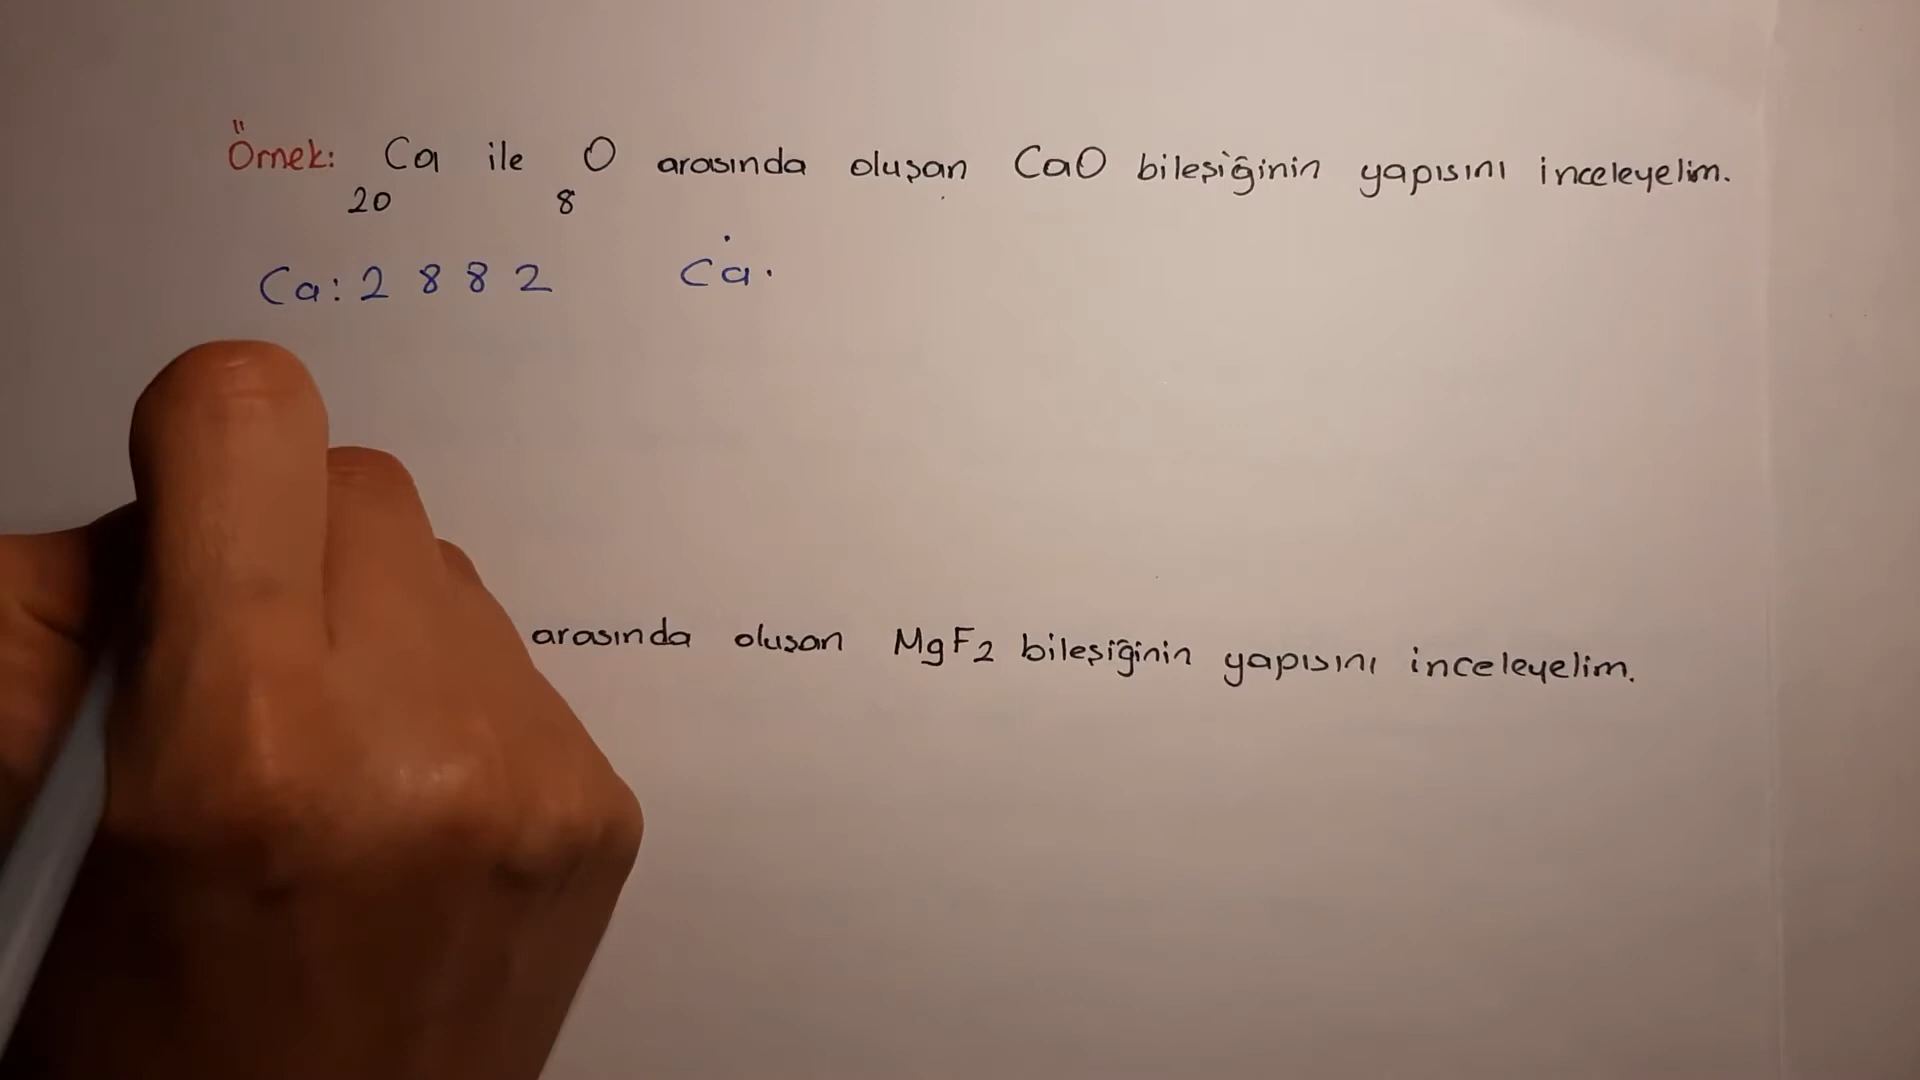 Örnek: Ca ile O arasında oluşan CaO bileşiğinin yapısını inceleyelim.
20 8
Ca: 2 8 8 2 Ca
arasında oluşan MgF2 bileşiğinin yapısını inceleyelim.